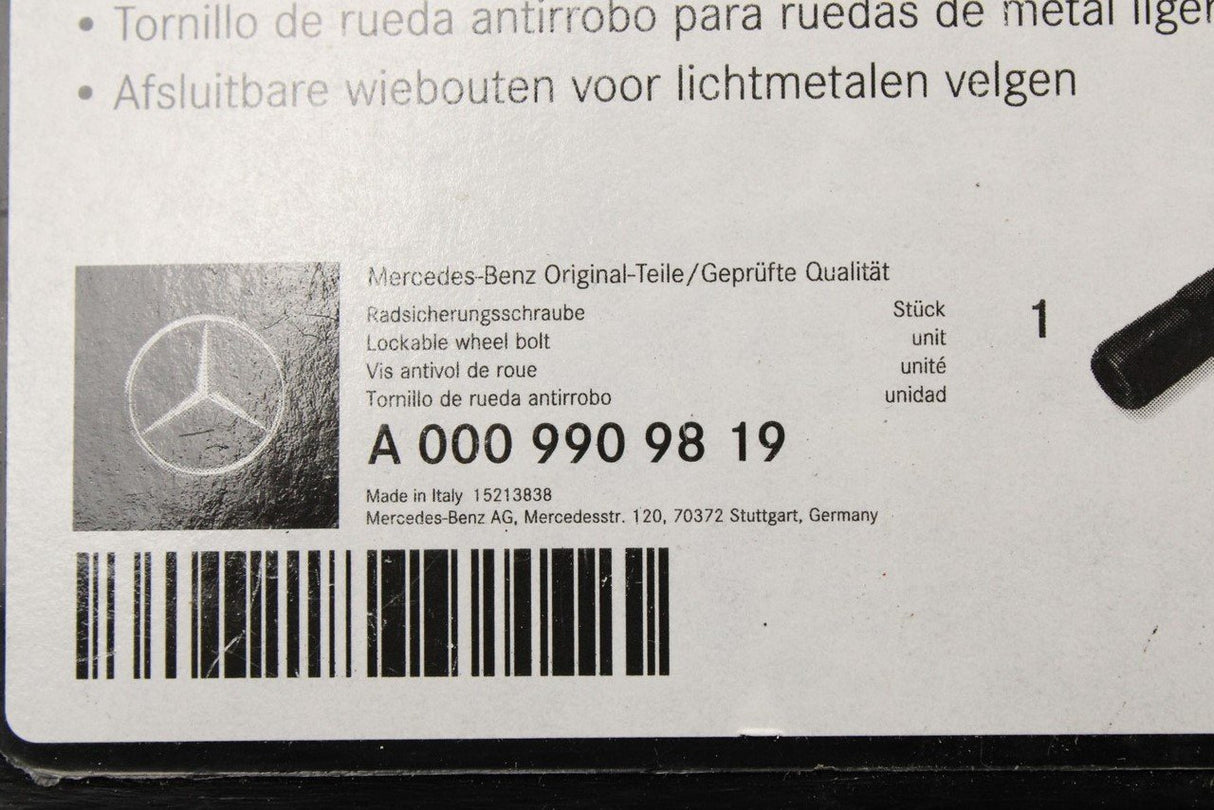 • Tornillo de rueda antirrobo para ruedas de metal
• Afsluitbare wiebouten voor lichtmetalen velgen
Mercedes-Benz Original-Teile/Geprüfte Qualität
Radsicherungsschraube Stück
Lockable wheel bolt unit 1
Vis antivol de roue unité
Tornillo de rueda antirrobo unidad
A 000 990 98 19
Made in Italy 15213838
Mercedes-Benz AG, Mercedesstr. 120, 70372 Stuttgart, Germany